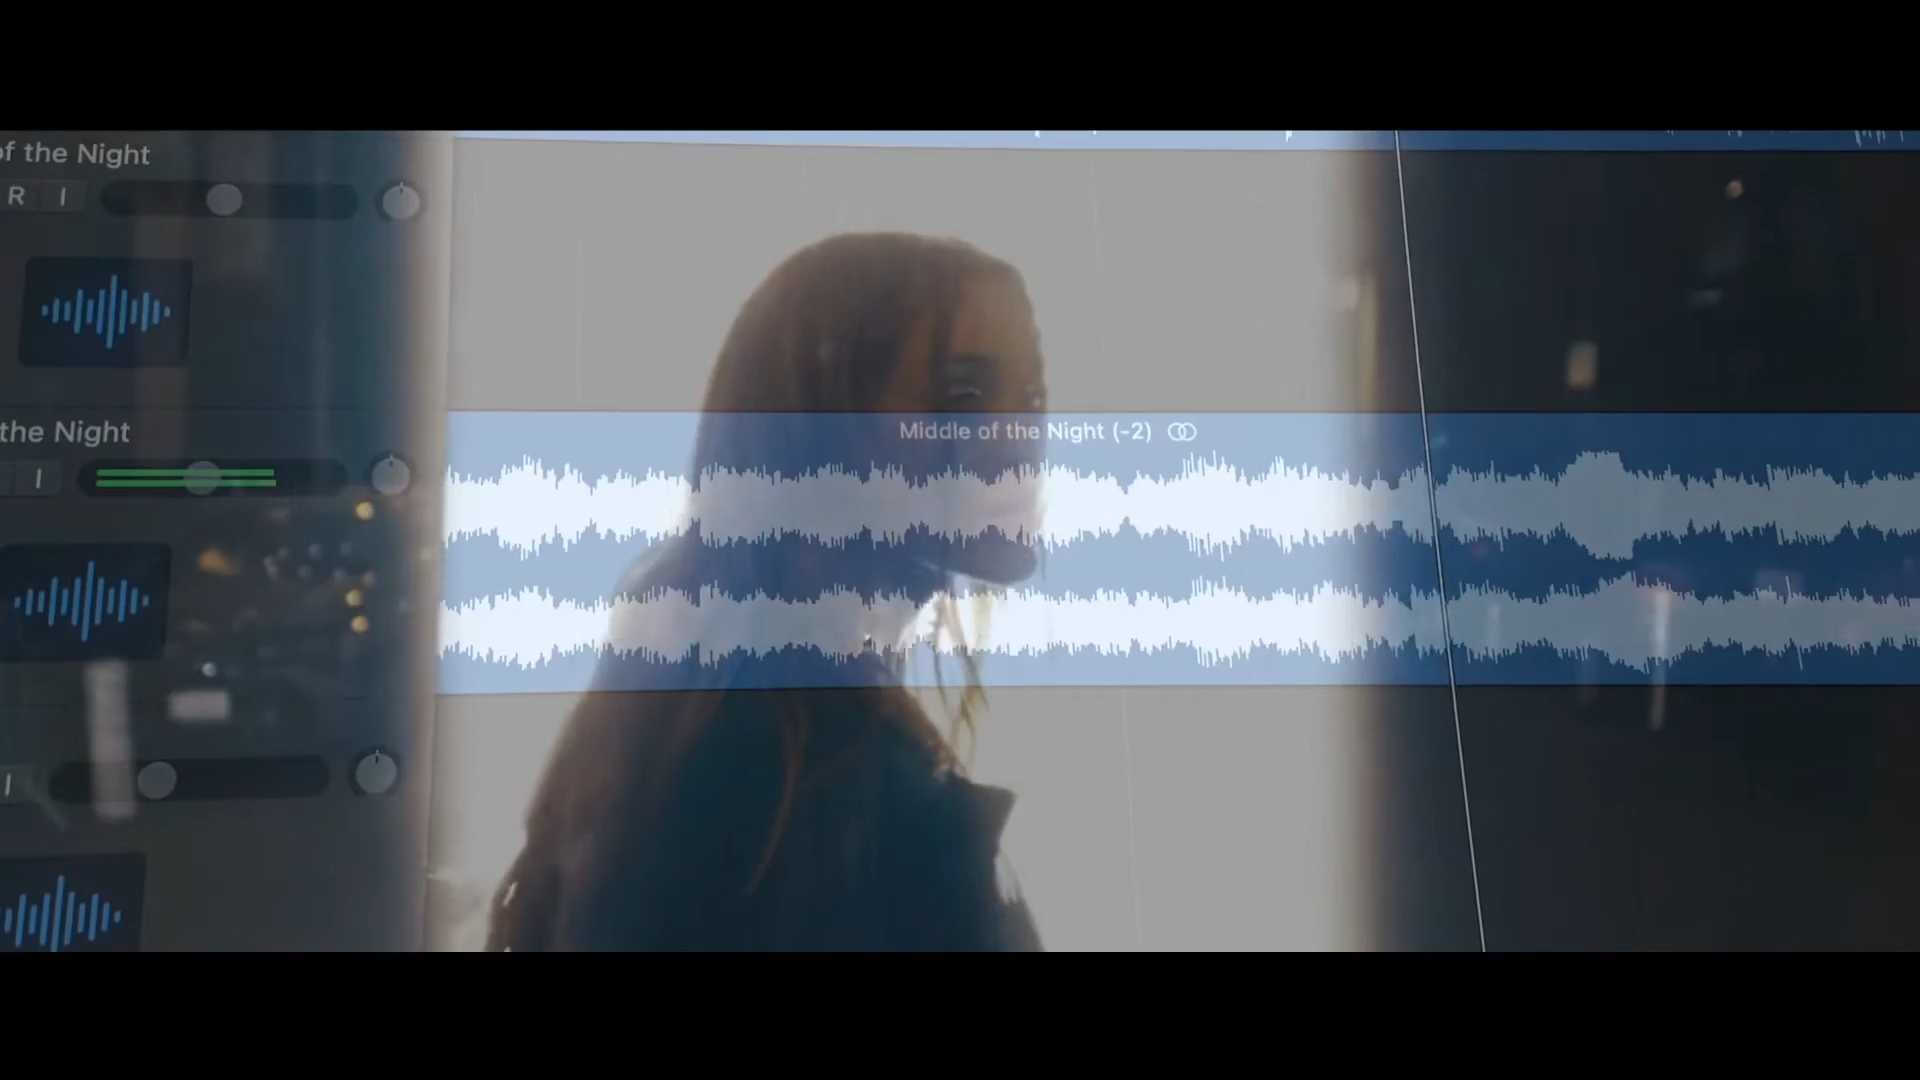 of the Night
R I
the Night
Middle of the Night (-2)
I
I